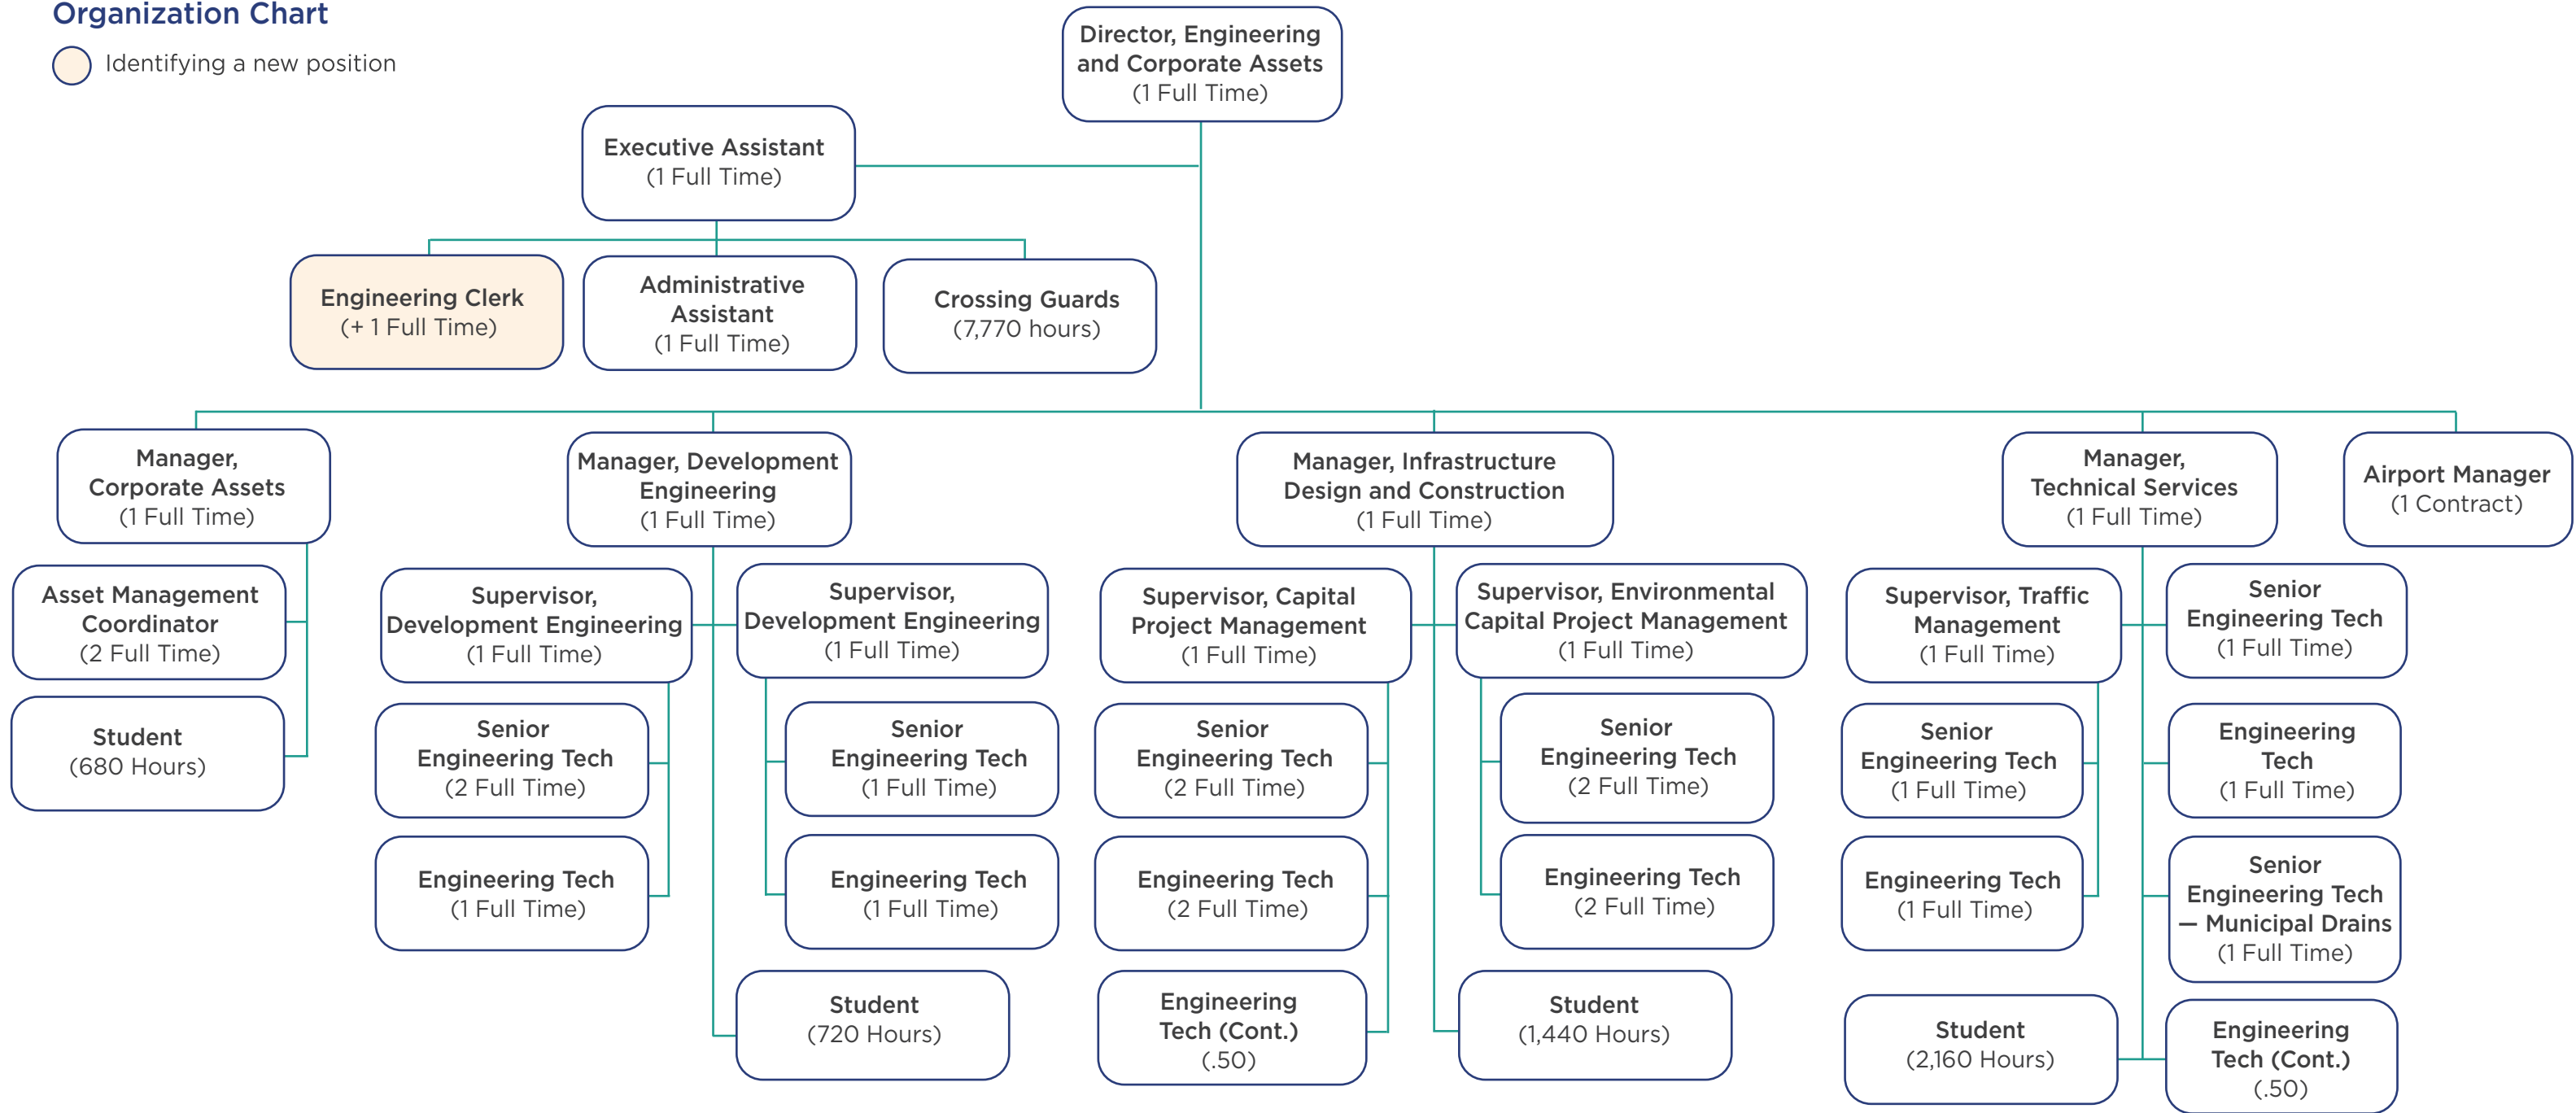 Organization Chart
Identifying a new position
Director, Engineering
and Corporate Assets
(1 Full Time)
Executive Assistant
(1 Full Time)
Engineering Clerk
(+ 1 Full Time)
Administrative
Assistant
(1 Full Time)
Crossing Guards
(7,770 hours)
Manager,
Corporate Assets
(1 Full Time)
Manager, Development
Engineering
(1 Full Time)
Manager, Infrastructure
Design and Construction
(1 Full Time)
Manager,
Technical Services
(1 Full Time)
Airport Manager
(1 Contract)
Asset Management
Coordinator
(2 Full Time)
Student
(680 Hours)
Supervisor,
Development Engineering
(1 Full Time)
Senior
Engineering Tech
(2 Full Time)
Engineering Tech
(1 Full Time)
Supervisor,
Development Engineering
(1 Full Time)
Senior
Engineering Tech
(1 Full Time)
Engineering Tech
(1 Full Time)
Student
(720 Hours)
Supervisor, Capital
Project Management
(1 Full Time)
Senior
Engineering Tech
(2 Full Time)
Engineering Tech
(2 Full Time)
Engineering
Tech (Cont.)
(.50)
Supervisor, Environmental
Capital Project Management
(1 Full Time)
Senior
Engineering Tech
(2 Full Time)
Engineering Tech
(2 Full Time)
Student
(1,440 Hours)
Supervisor, Traffic
Management
(1 Full Time)
Senior
Engineering Tech
(1 Full Time)
Engineering Tech
(1 Full Time)
Student
(2,160 Hours)
Senior
Engineering Tech
(1 Full Time)
Engineering
Tech
(1 Full Time)
Senior
Engineering Tech
— Municipal Drains
(1 Full Time)
Engineering
Tech (Cont.)
(.50)